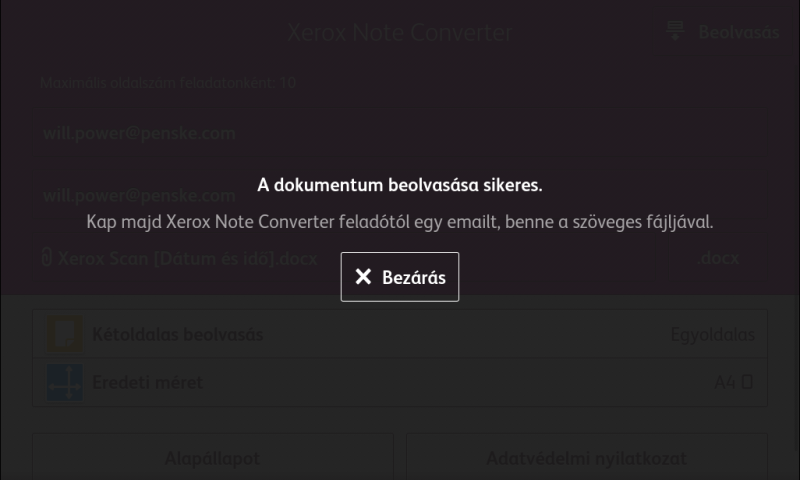 Xerox Note Converter
Beolvasás
Maximális oldalszám feladatonként: 10
will.power@penske.com
will.power@penske.com
A dokumentum beolvasása sikeres.
Kap majd Xerox Note Converter feladótól egy emailt, benne a szöveges fájljával.
Xerox Scan [Dátum és idő].docx
.docx
Bezárás
Kétoldalas beolvasás
Egyoldalas
Eredeti méret
A4
Alapállapot
Adatvédelmi nyilatkozat